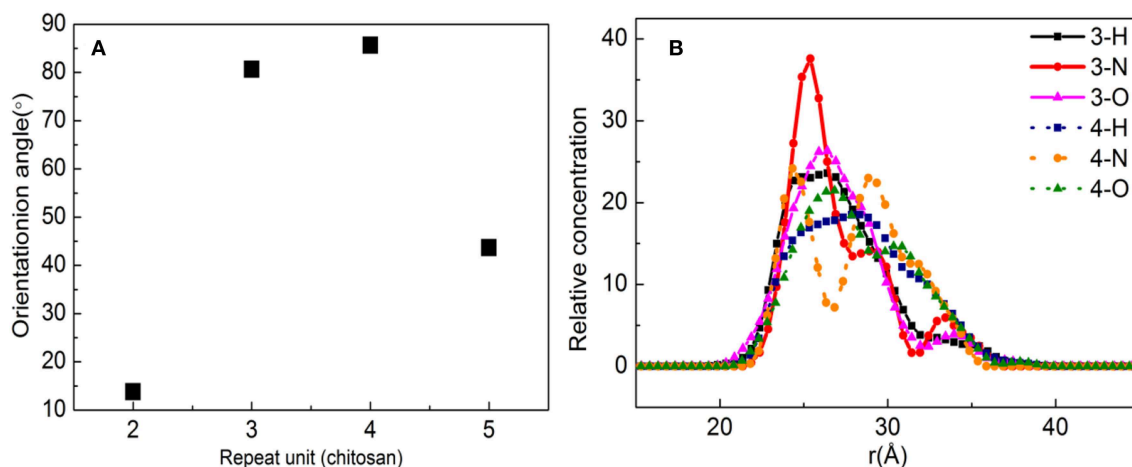 A
Orientationion angle(°)
90
80
70
60
50
40
30
20
10
2 3 4 5
Repeat unit (chitosan)
B
Relative concentration
40
30
20
10
0
20 30 40
r(Å)
3-H
3-N
3-O
4-H
4-N
4-O